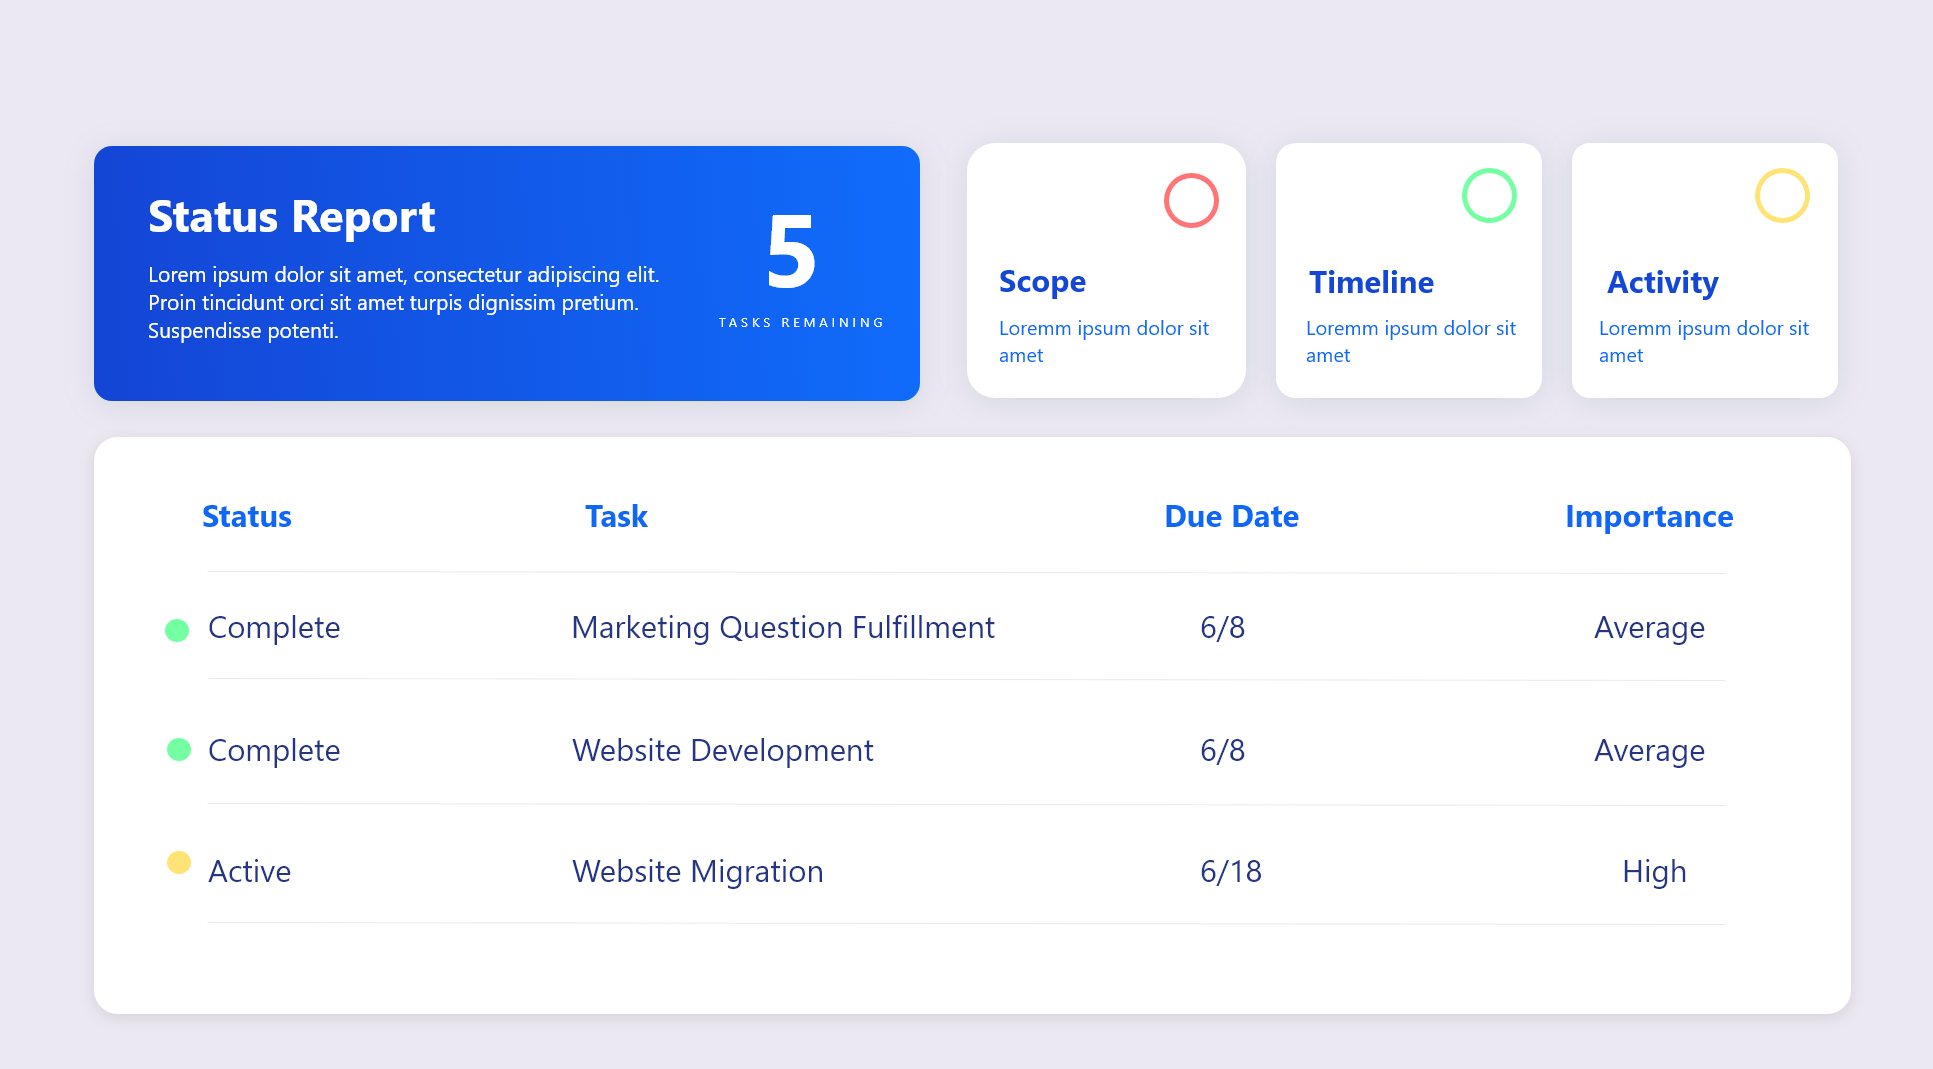 Status Report
Lorem ipsum dolor sit amet, consectetur adipiscing elit.
Proin tincidunt orci sit amet turpis dignissim pretium.
Suspendisse potenti.
5
TASKS REMAINING
Scope
Loremm ipsum dolor sit
amet
Timeline
Loremm ipsum dolor sit
amet
Activity
Loremm ipsum dolor sit
amet
Status Task Due Date Importance
Complete Marketing Question Fulfillment 6/8 Average
Complete Website Development 6/8 Average
Active Website Migration 6/18 High